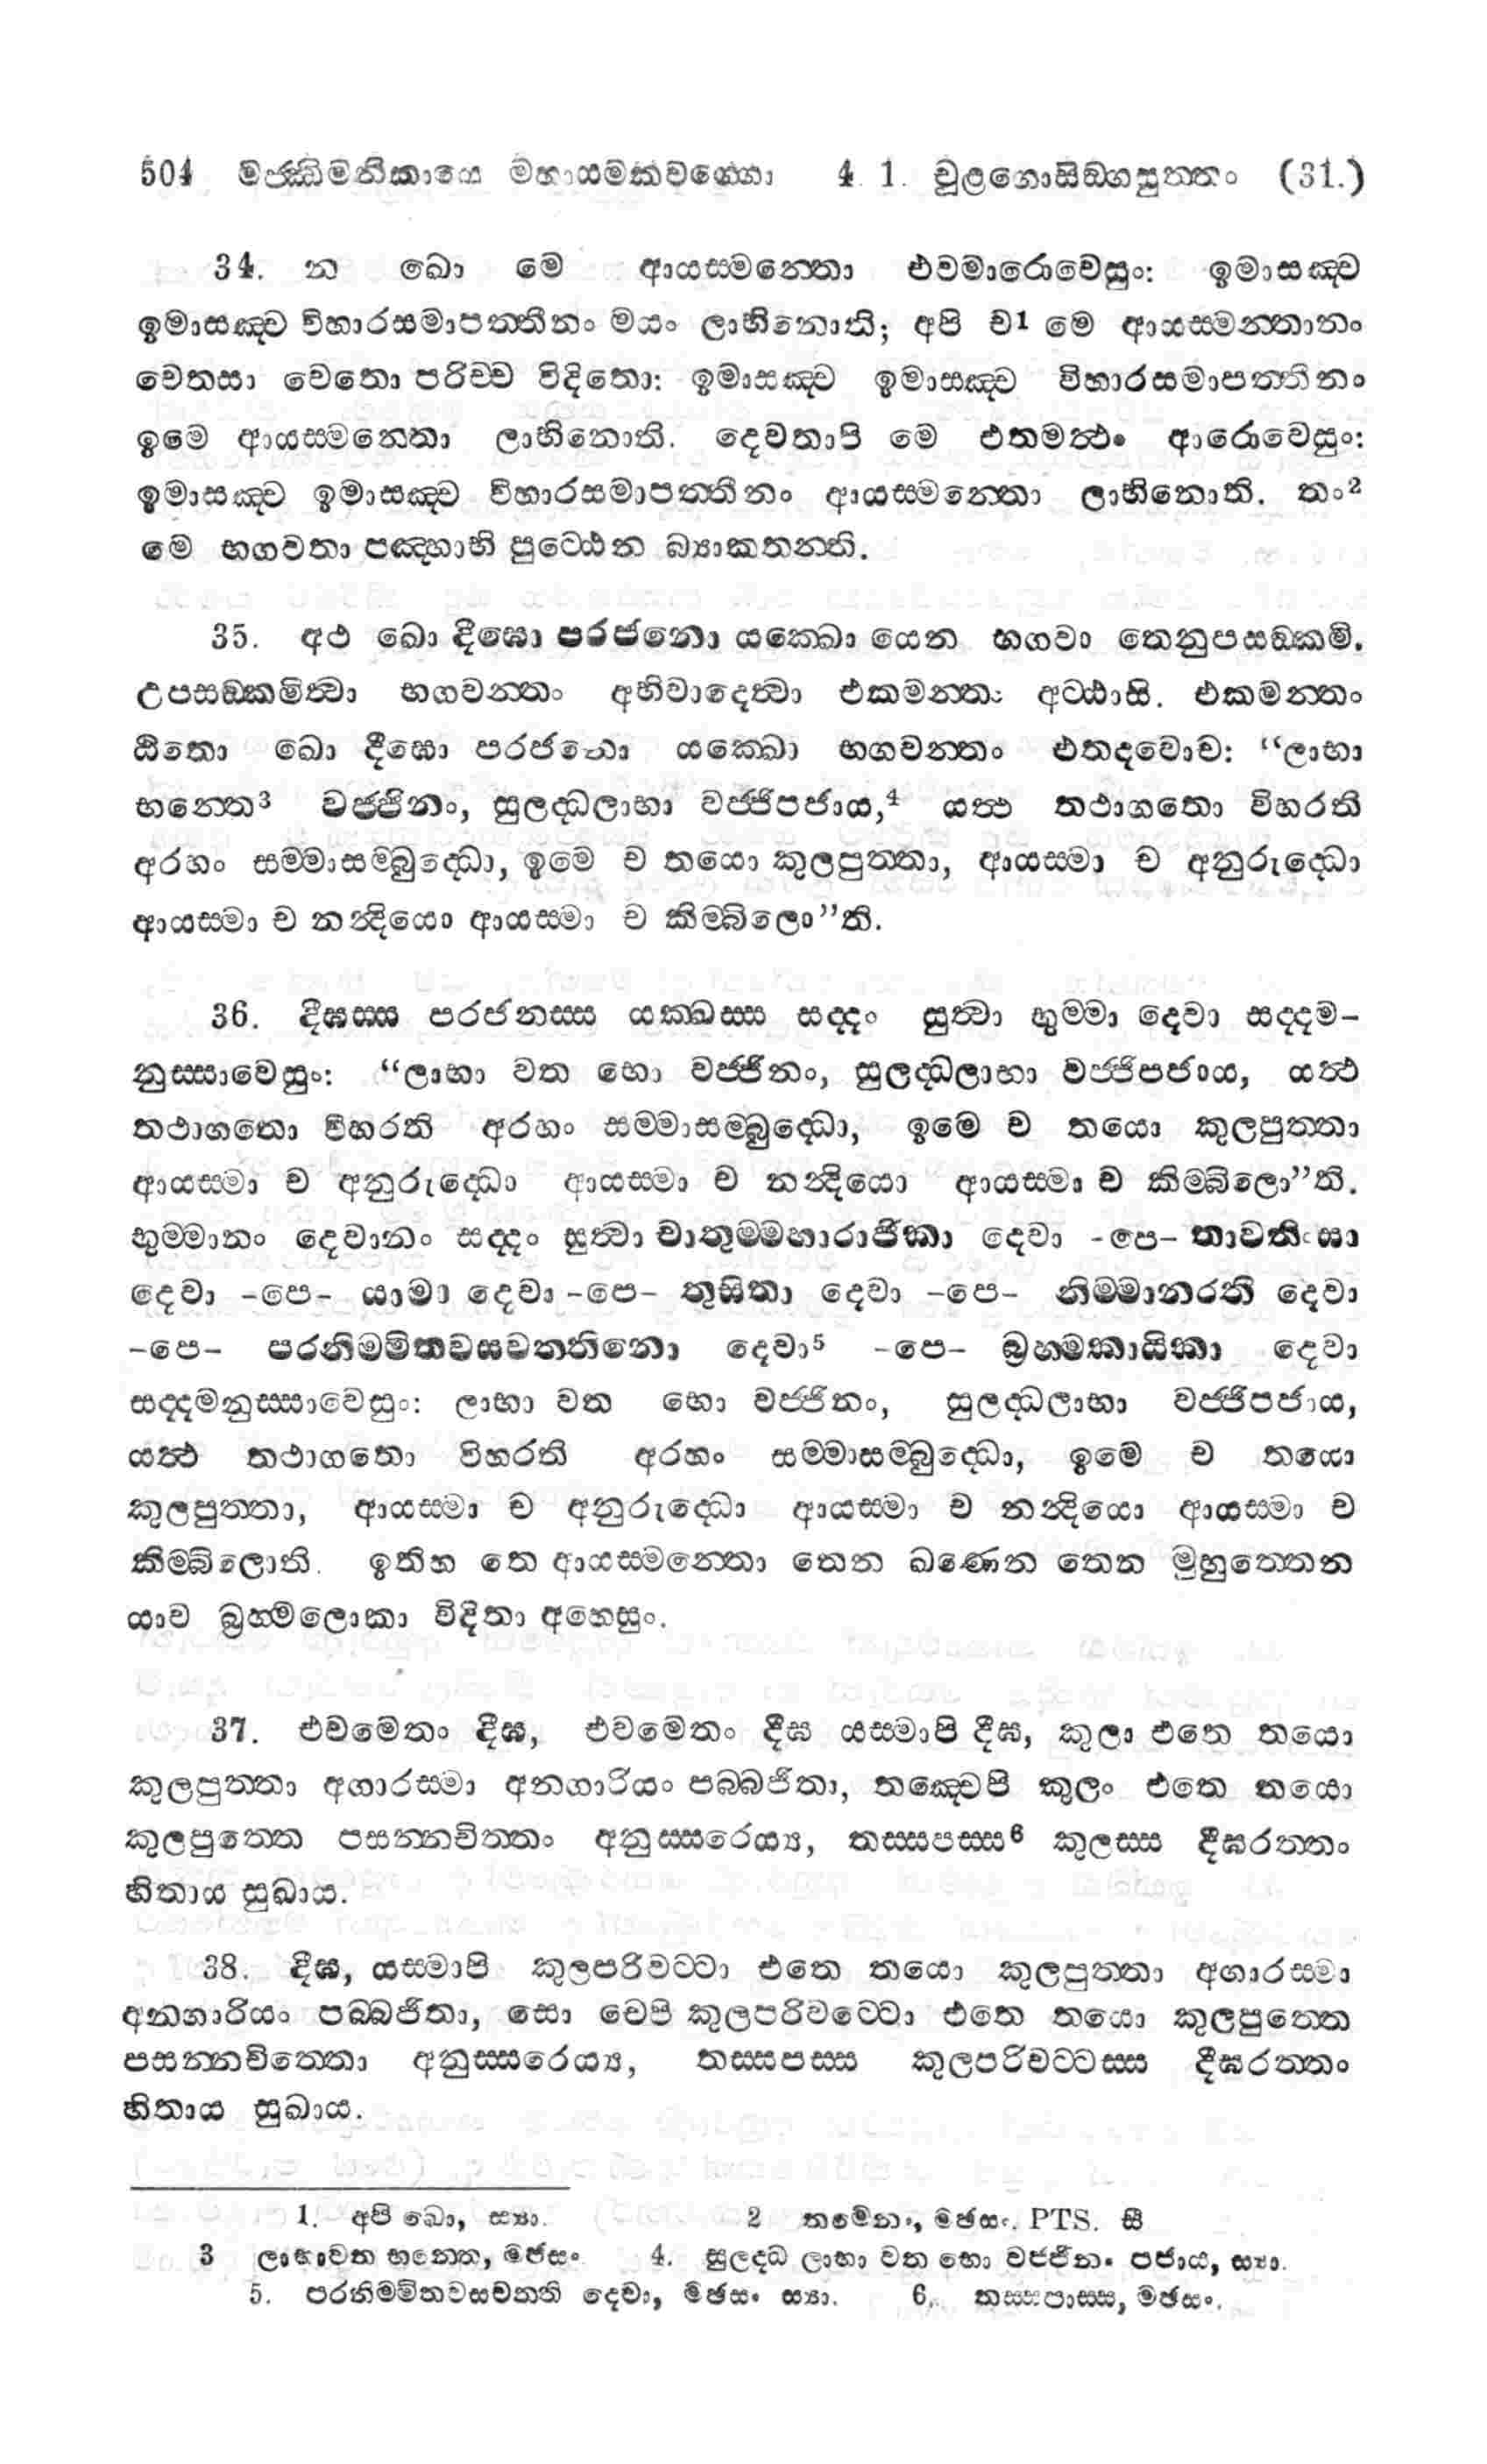 504 මජ්ඣිමනිකායෙ මහායමකවග්ගො 4. 1. චූළගොසිඞ්ගසුත්තං (31.)
34. න ඛො මෙ ආයස්මන්තො එවමාරොචෙසුං: ඉමාසඤ්ච
ඉමාසඤ්ච විහාරසමාපත්තීනං මයං ලාභිනොති; අපි ච1 මෙ ආයස්මන්තානං
චෙතසා චෙතො පරිච්ච විදිතො: ඉමාසඤ්ච ඉමාසඤ්ච විහාරසමාපත්තීනං
ඉමෙ ආයස්මන්තො ලාභිනොති. දෙවතාපි මෙ එතමත්ථං ආරොචෙසුං:
ඉමාසඤ්ච ඉමාසඤ්ච විහාරසමාපත්තීනං ආයස්මන්තො ලාභිනොති. තං2
මෙ භගවතා පඤ්හාභි පුට්ඨෙන බ්‍යාකතන්ති.
35. අථ ඛො දීඝො පරජනො යක්ඛො යෙන භගවා තෙනුපසඞ්කමි.
උපසඞ්කමිත්වා භගවන්තං අභිවාදෙත්වා එකමන්තං අට්ඨාසි. එකමන්තං
ඨිතො ඛො දීඝො පරජනො යක්ඛො භගවන්තං එතදවොච: “ලාභා
භන්තෙ3 වජ්ජීනං, සුලද්ධලාභා වජ්ජිපජාය,4 යත්ථ තථාගතො විහරති
අරහං සම්මාසම්බුද්ධො, ඉමෙ ච තයො කුලපුත්තා, ආයස්මා ච අනුරුද්ධො
ආයස්මා ච නන්දියො ආයස්මා ච කිම්බිලො”ති.
36. දීඝස්ස පරජනස්ස යක්ඛස්ස සද්දං සුත්වා භුම්මා දෙවා සද්දම-
නුස්සාවෙසුං: “ලාභා වත භො වජ්ජීනං, සුලද්ධලාභා වජ්ජිපජාය, යත්ථ
තථාගතො විහරති අරහං සම්මාසම්බුද්ධො, ඉමෙ ච තයො කුලපුත්තා
ආයස්මා ච අනුරුද්ධො ආයස්මා ච නන්දියො ආයස්මා ච කිම්බිලො”ති.
භුම්මානං දෙවානං සද්දං සුත්වා චාතුම්මහාරාජිකා දෙවා -පෙ- තාවතිංසා
දෙවා -පෙ- යාමා දෙවා -පෙ- තුසිතා දෙවා -පෙ- නිම්මානරතී දෙවා
-පෙ- පරනිම්මිතවසවත්තිනො දෙවා5 -පෙ- බ්‍රහ්මකායිකා දෙවා
සද්දමනුස්සාවෙසුං: ලාභා වත භො වජ්ජීනං, සුලද්ධලාභා වජ්ජිපජාය,
යත්ථ තථාගතො විහරති අරහං සම්මාසම්බුද්ධො, ඉමෙ ච තයො
කුලපුත්තා, ආයස්මා ච අනුරුද්ධො ආයස්මා ච නන්දියො ආයස්මා ච
කිම්බිලොති. ඉතිහ තෙ ආයස්මන්තො තෙන ඛණෙන තෙන මුහුත්තෙන
යාව බ්‍රහ්මලොකා විදිතා අහෙසුං.
37. එවමෙතං දීඝ, එවමෙතං දීඝ යස්මාපි දීඝ, කුලා එතෙ තයො
කුලපුත්තා අගාරස්මා අනගාරියං පබ්බජිතා, තඤ්චෙපි කුලං එතෙ තයො
කුලපුත්තෙ පසන්නචිත්තං අනුස්සරෙය්‍ය, තස්සපස්ස6 කුලස්ස දීඝරත්තං
හිතාය සුඛාය.
38. දීඝ, යස්මාපි කුලපරිවට්ටා එතෙ තයො කුලපුත්තා අගාරස්මා
අනගාරියං පබ්බජිතා, සො චෙපි කුලපරිවට්ටො එතෙ තයො කුලපුත්තෙ
පසන්නචිත්තො අනුස්සරෙය්‍ය, තස්සපස්ස කුලපරිවට්ටස්ස දීඝරත්තං
හිතාය සුඛාය.
1. අපි ඛො, ස්‍යා. 2 තමෙනං, මඡසං. PTS. සී
3 ලාභාවත භන්තෙ, මජසං 4. සුලද්ධ ලාභා වත භො වජ්ජීනං පජාය, ස්‍යා.
5. පරනිම්මිතවසවත්තී දෙවා, මඡසං ස්‍යා. 6. තස්සපාස්ස, මඡසං.